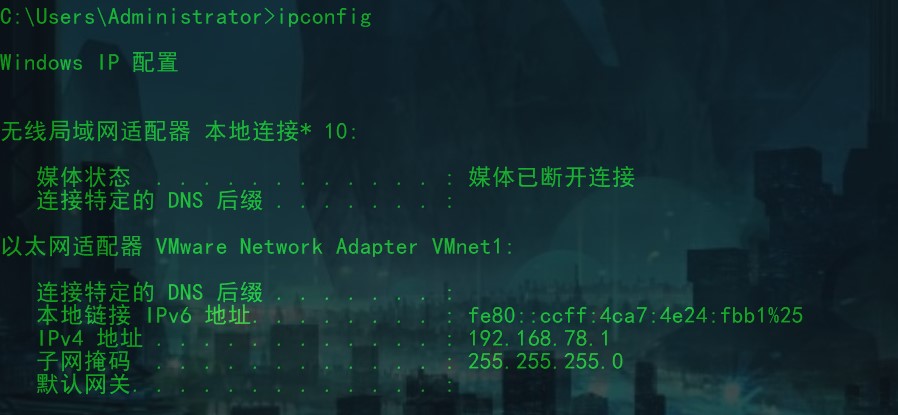 C:\Users\Administrator>ipconfig
Windows IP 配置
无线局域网适配器 本地连接* 10:
媒体状态  . . . . . . . . . . . . : 媒体已断开连接
连接特定的 DNS 后缀 . . . . . . . :
以太网适配器 VMware Network Adapter VMnet1:
连接特定的 DNS 后缀 . . . . . . . :
本地链接 IPv6 地址. . . . . . . . : fe80::ccff:4ca7:4e24:fbb1%25
IPv4 地址 . . . . . . . . . . . . : 192.168.78.1
子网掩码  . . . . . . . . . . . . : 255.255.255.0
默认网关. . . . . . . . . . . . . :